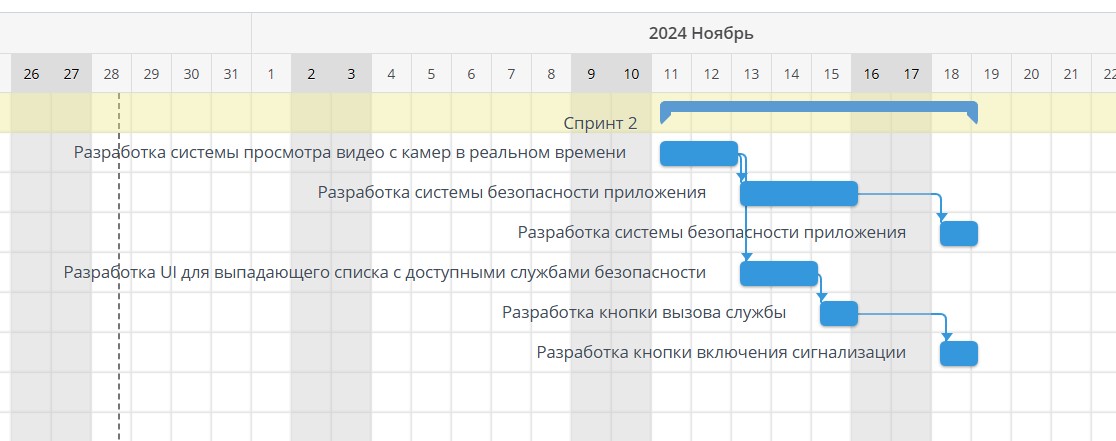 2024 Ноябрь
26 27 28 29 30 31 1 2 3 4 5 6 7 8 9 10 11 12 13 14 15 16 17 18 19 20 21 22
Спринт 2
Разработка системы просмотра видео с камер в реальном времени
Разработка системы безопасности приложения
Разработка системы безопасности приложения
Разработка UI для выпадающего списка с доступными службами безопасности
Разработка кнопки вызова службы
Разработка кнопки включения сигнализации